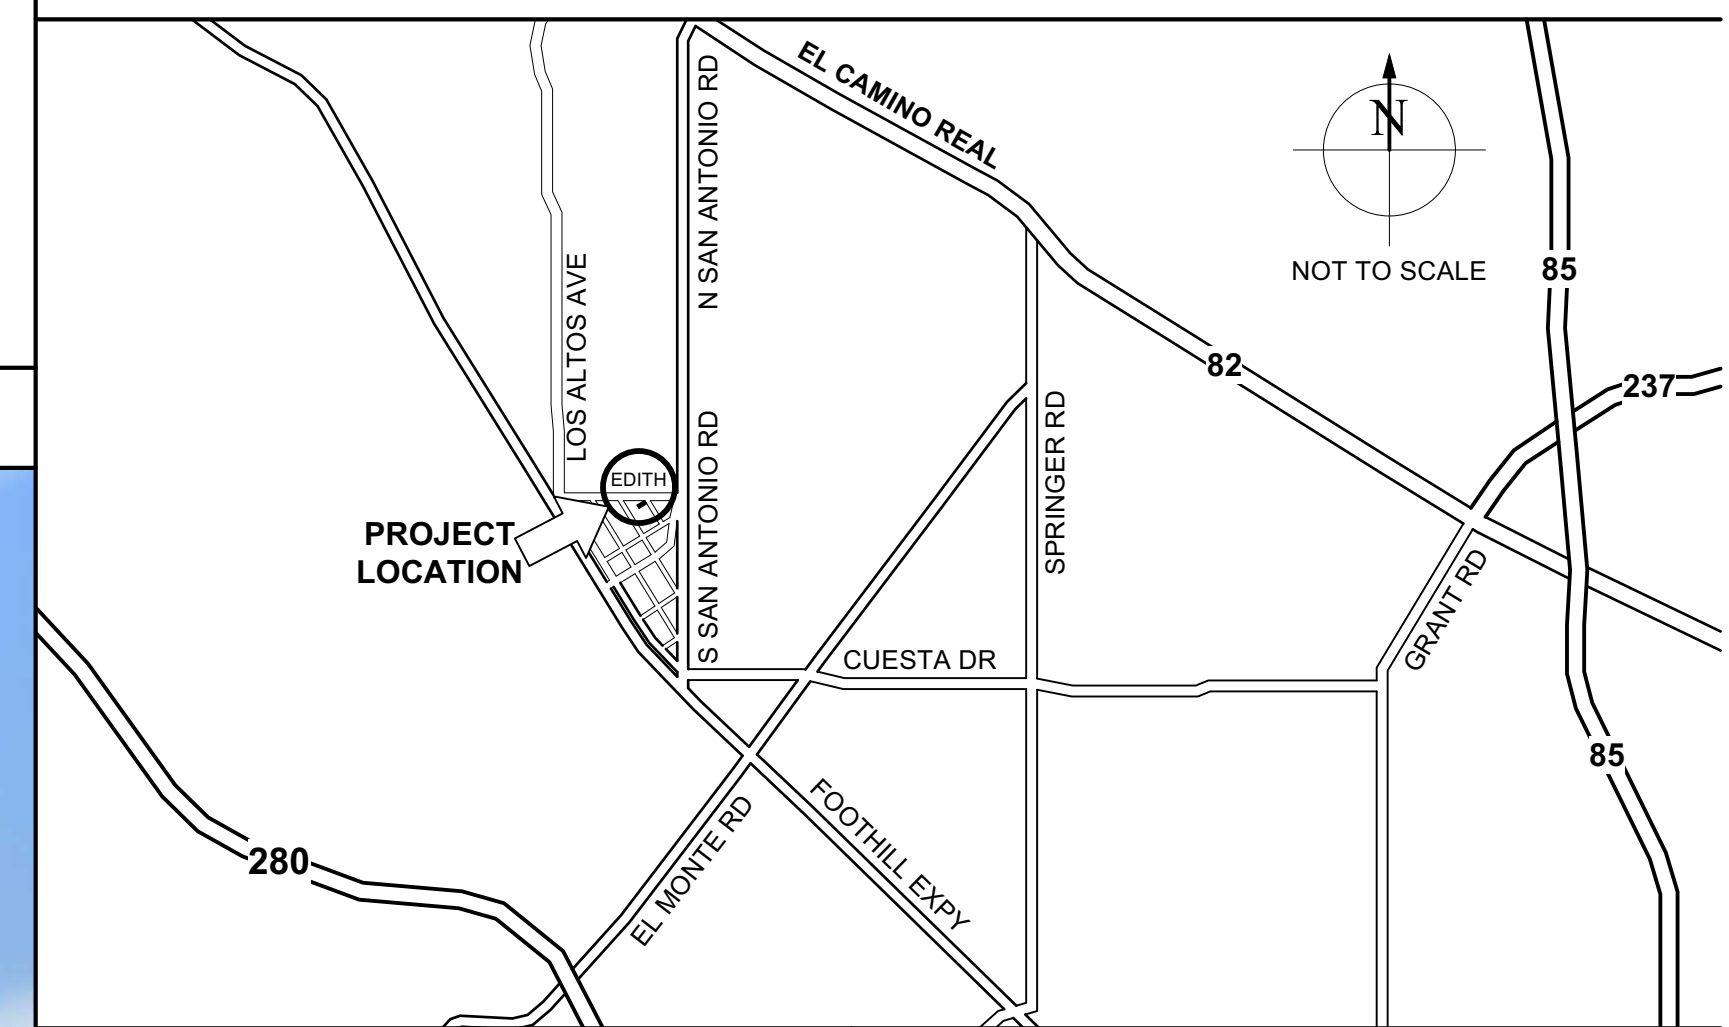 EL CAMINO REAL
N SAN ANTONIO RD
N
NOT TO SCALE
85
LOS ALTOS AVE
82
237
S SAN ANTONIO RD
SPRINGER RD
EDITH
PROJECT
LOCATION
GRANT RD
CUESTA DR
85
FOOTHILL EXPY
EL MONTE RD
280